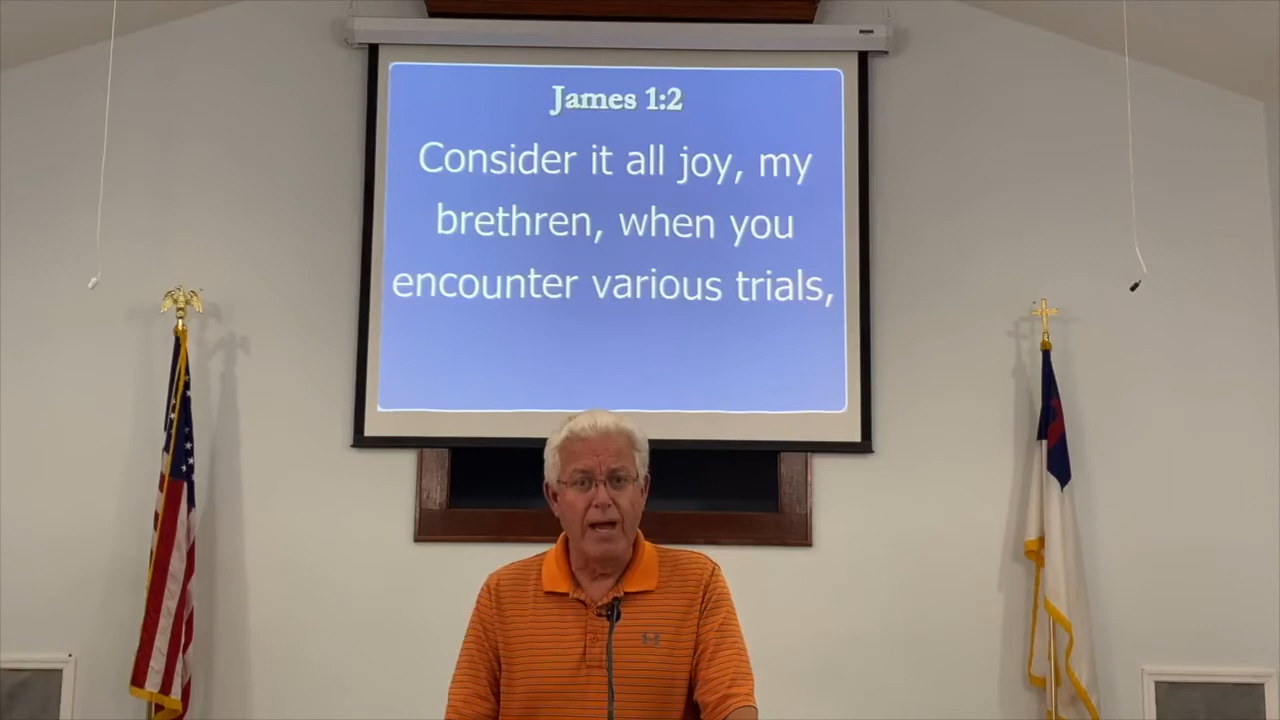 James 1:2
Consider it all joy, my
brethren, when you
encounter various trials,